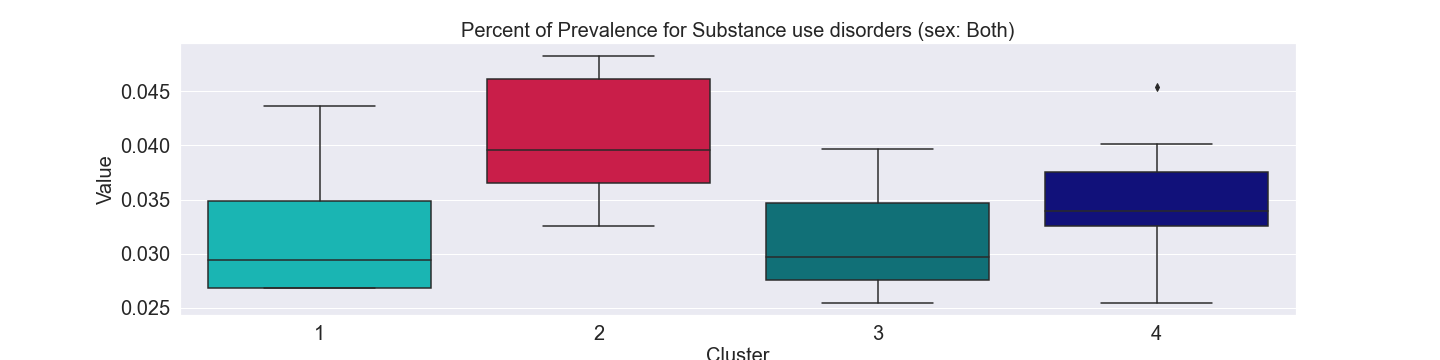 Percent of Prevalence for Substance use disorders (sex: Both)
0.045
0.040
0.035
0.030
0.025
Value
1 2 3 4
Cluster